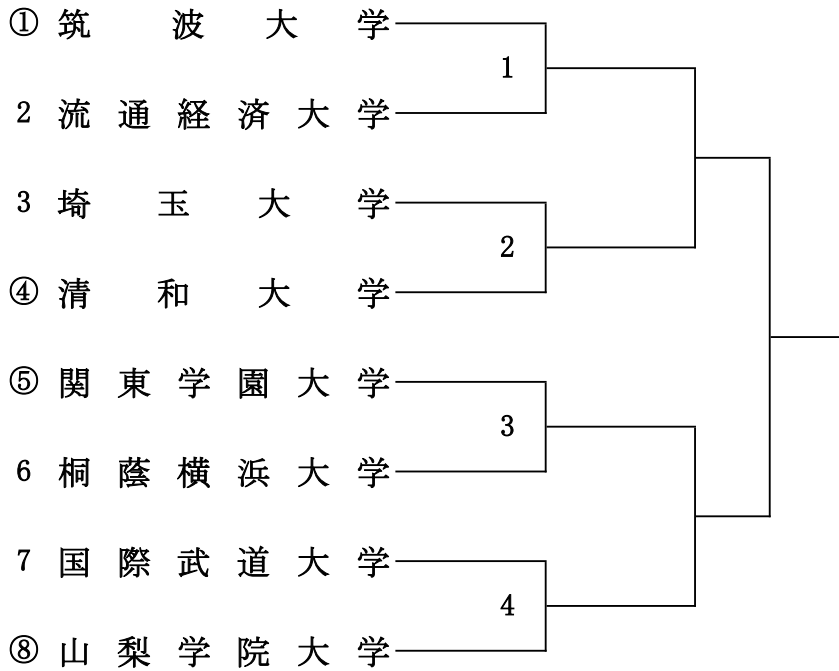 ① 筑波大学
1
2 流通経済大学
3 埼玉大学
2
④ 清和大学
⑤ 関東学園大学
3
6 桐蔭横浜大学
7 国際武道大学
4
⑧ 山梨学院大学